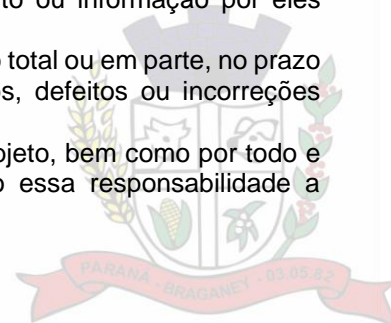 to ou informação por eles
total ou em parte, no prazo
s, defeitos ou incorreções
jeto, bem como por todo e
essa responsabilidade a
PARANÁ - BRAGANEY - 03.05.82